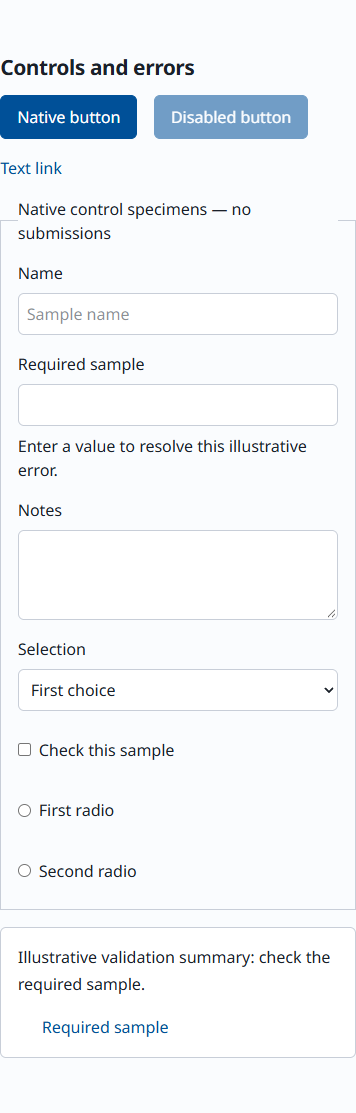 Controls and errors
Native button
Disabled button
Text link
Native control specimens — no
submissions
Name
Sample name
Required sample
Enter a value to resolve this illustrative
error.
Notes
Selection
First choice
Check this sample
First radio
Second radio
Illustrative validation summary: check the
required sample.
Required sample